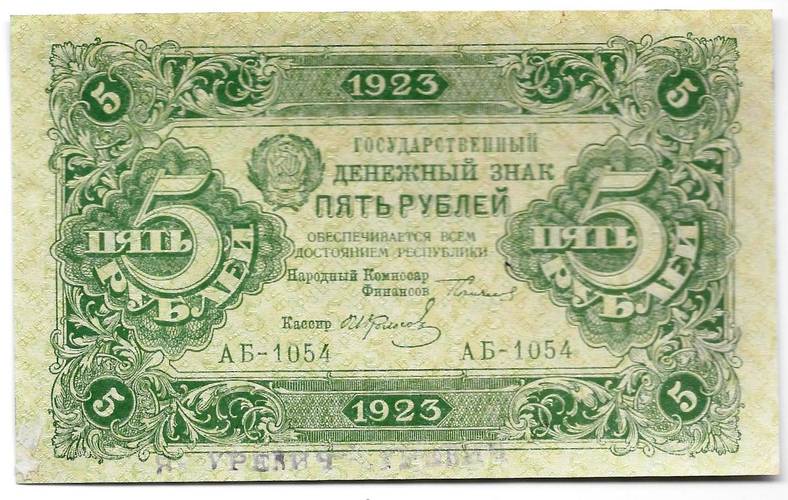 5 1923 5
ГОСУДАРСТВЕННЫЙ
ДЕНЕЖНЫЙ ЗНАК
ПЯТЬ РУБЛЕЙ
5 ПЯТЬ РУБЛЕЙ
ОБЕСПЕЧИВАЕТСЯ ВСЕМ
ДОСТОЯНИЕМ РЕСПУБЛИКИ
5 ПЯТЬ РУБЛЕЙ
Народный Комиссар
Финансов
Кассир
АБ-1054 АБ-1054
5 1923 5